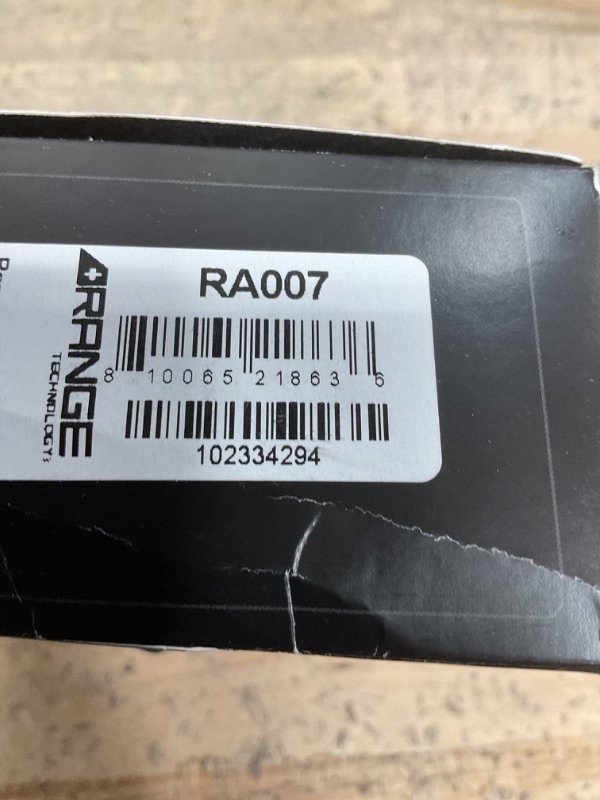 RA007
8 10065 21863 6
102334294
RANGE
TECHNOLOGY